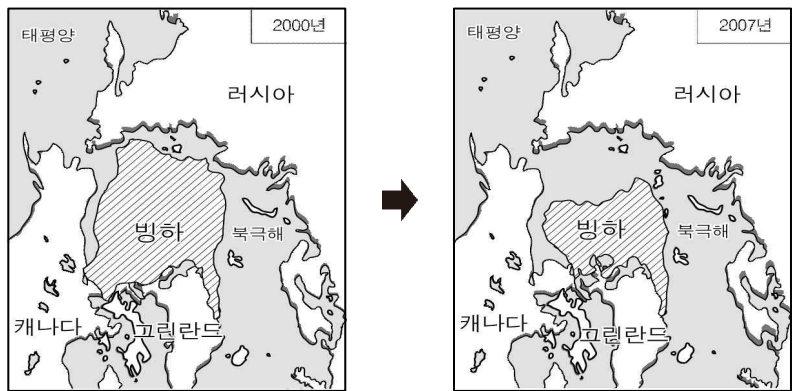 2000년
태평양
러시아
빙하
북극해
캐나다
그린란드
2007년
태평양
러시아
빙하
북극해
캐나다
그린란드